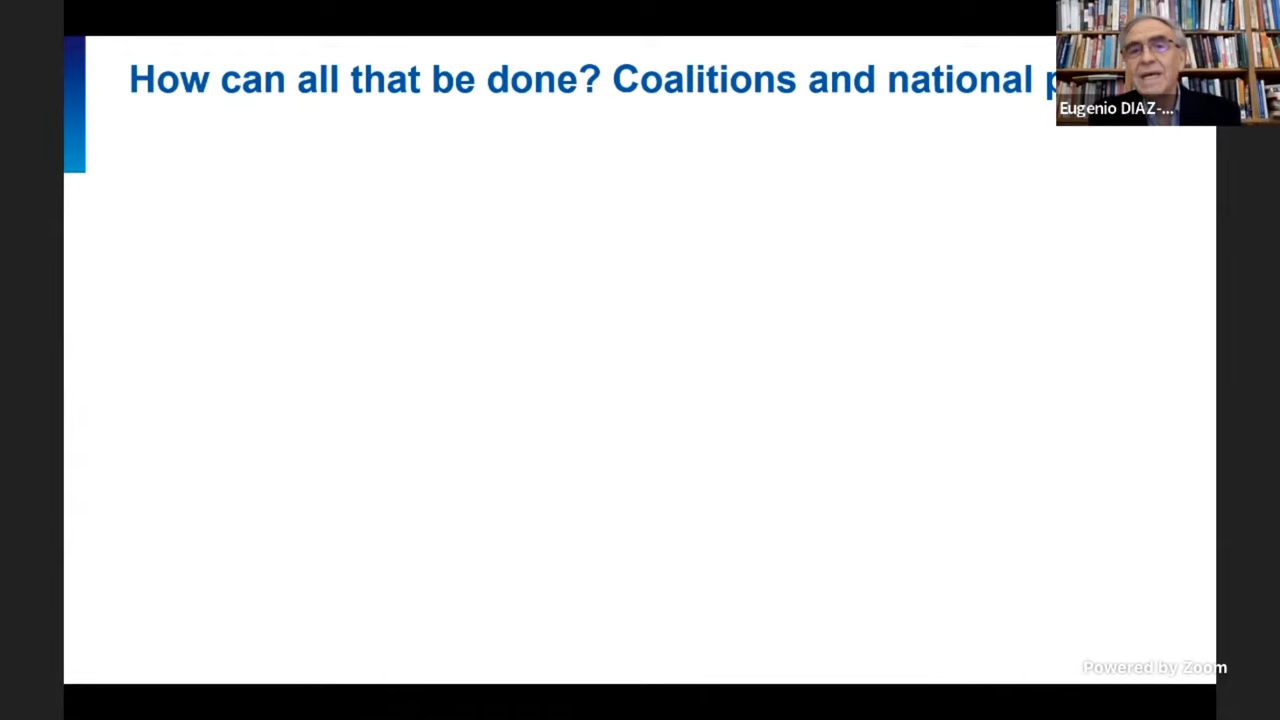 How can all that be done? Coalitions and national
Eugenio DIAZ-...
Powered by Zoom